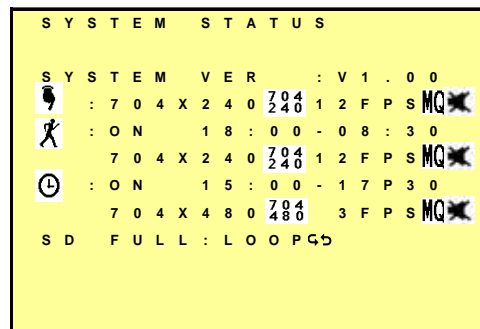 SYSTEM STATUS
SYSTEM VER : V1.00
:704X240 704 240 12FPS MQ
:ON 18:00-08:30
704X240 704 240 12FPS MQ
:ON 15:00-17P30
704X480 704 480 3FPS MQ
SD FULL:LOOP